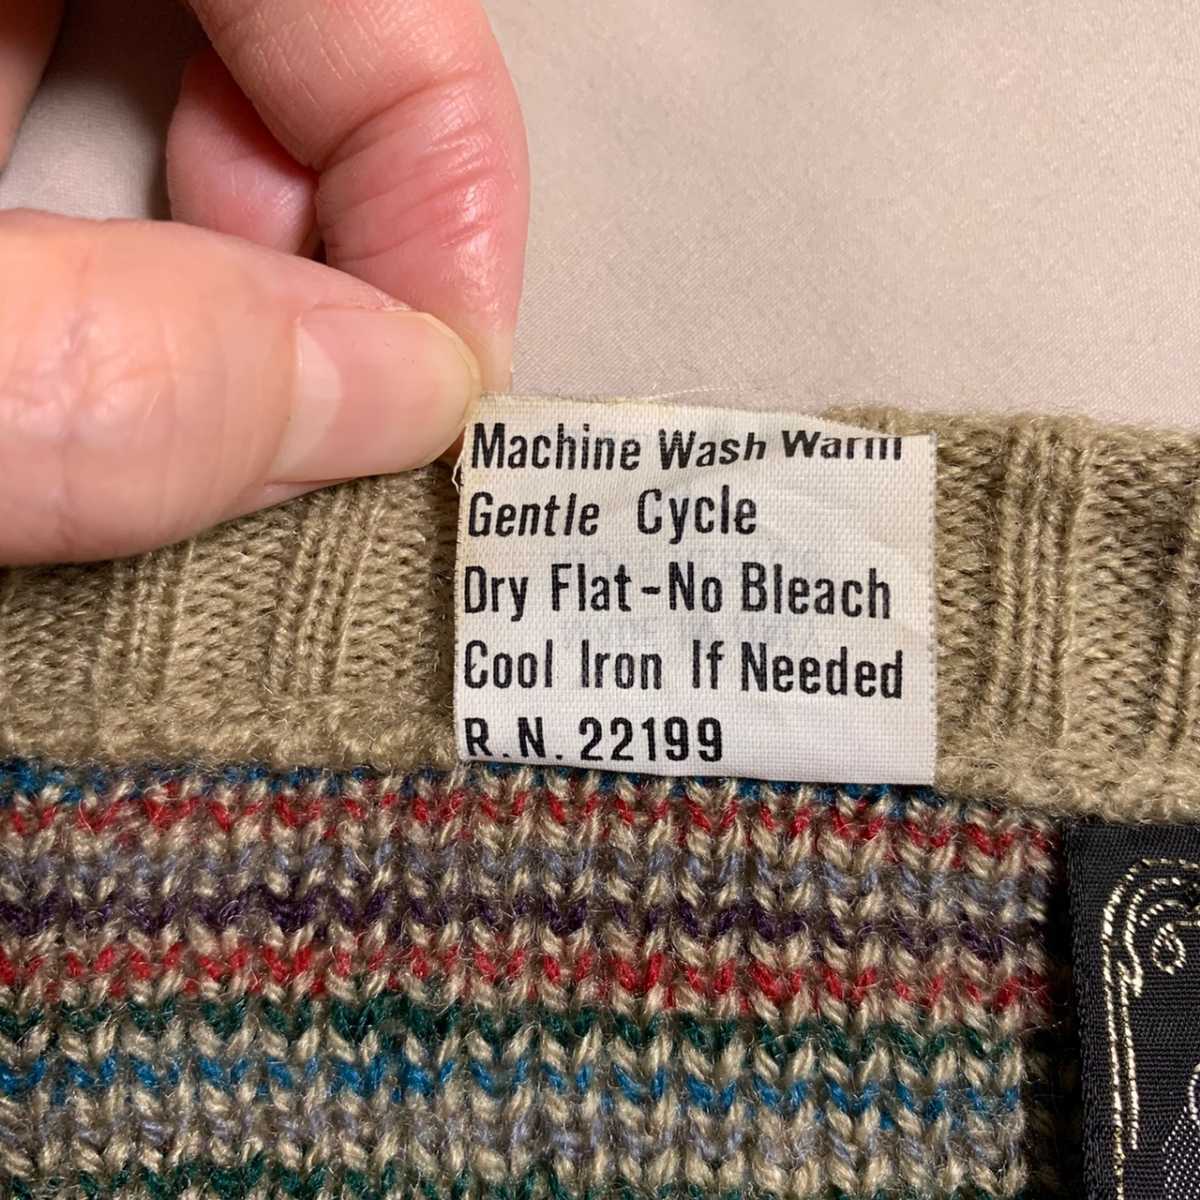 Machine Wash Warm
Gentle Cycle
Dry Flat-No Bleach
Cool Iron If Needed
R.N. 22199